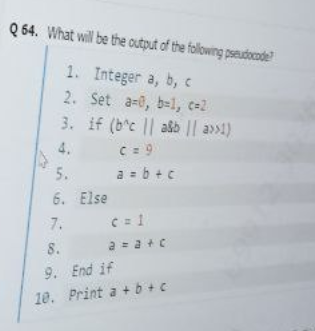 Q 64. What will be the output of the following pseudocode?
1. Integer a, b, c
2. Set a=0, b=1, c=2
3. if (b^c || a&b || a>>1)
4. c = 9
5. a = b + c
6. Else
7. c = 1
8. a = a + c
9. End if
10. Print a + b + c